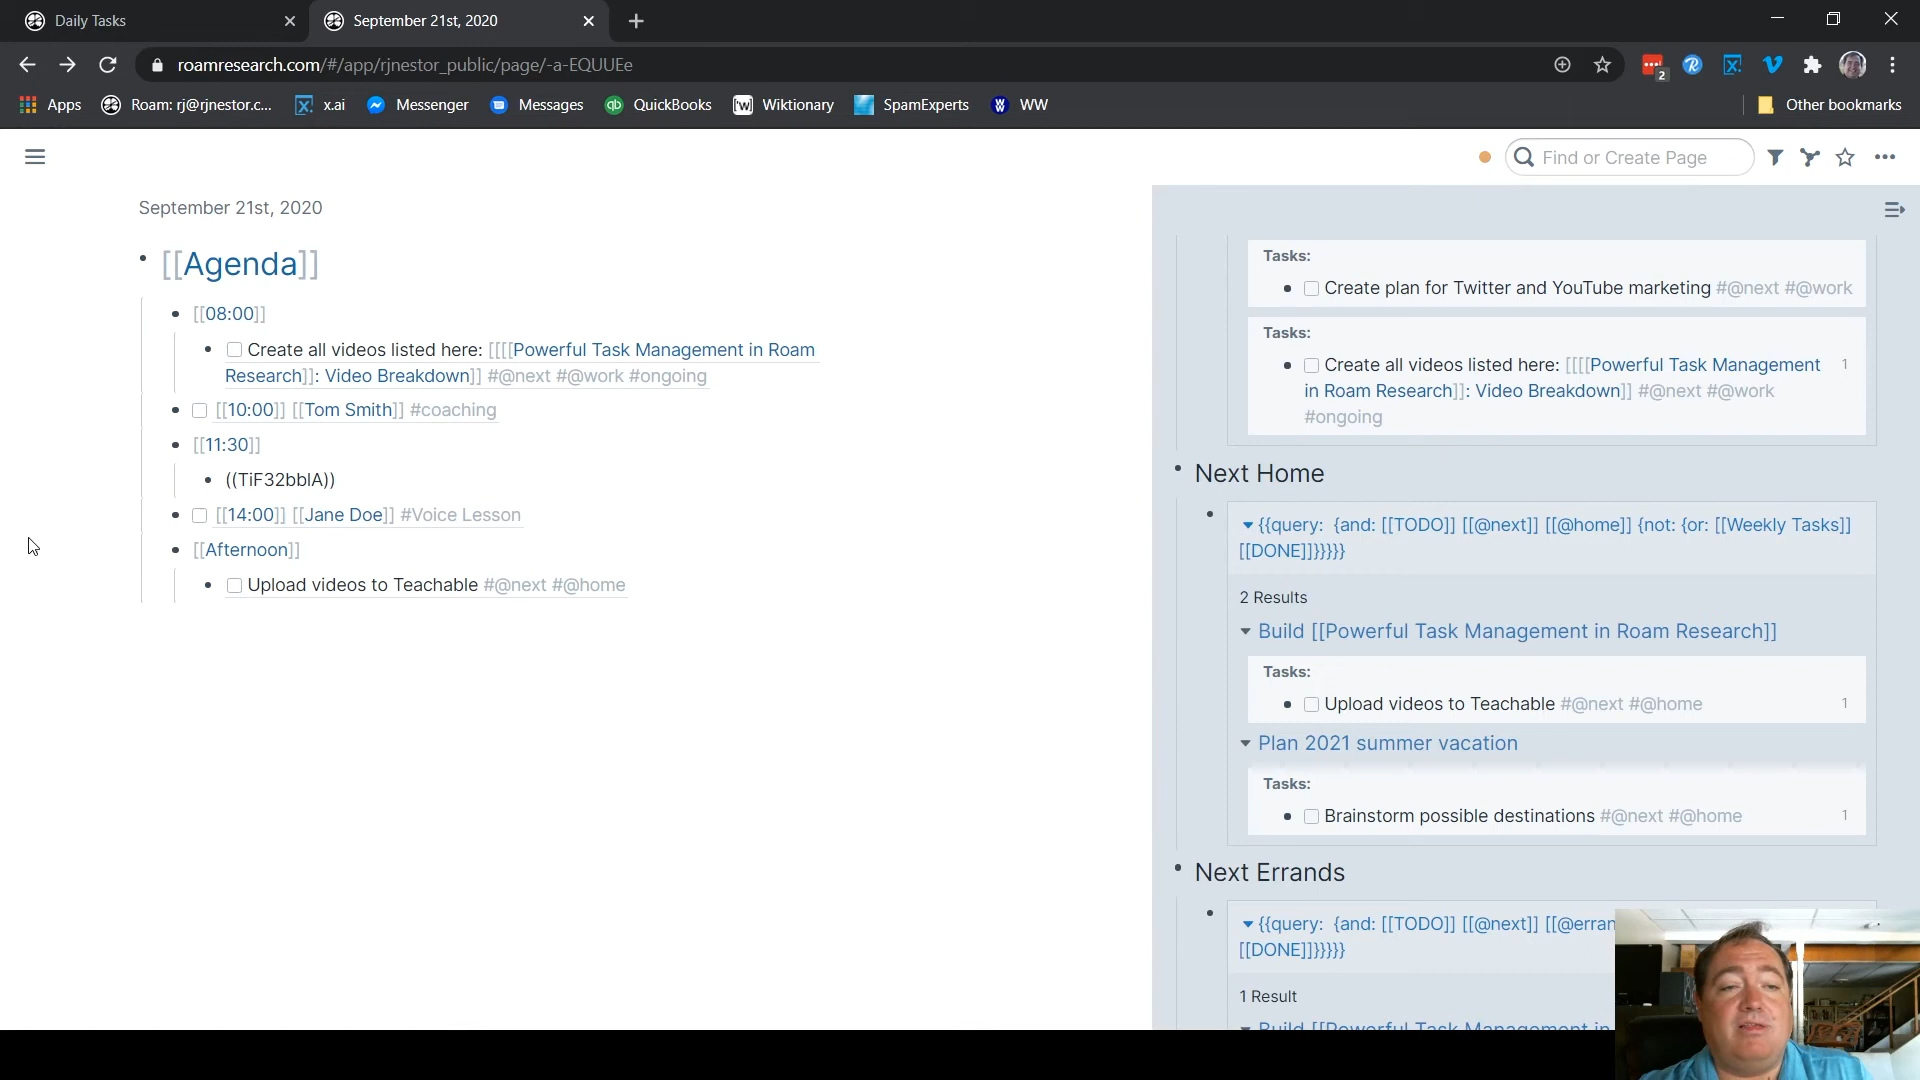 Daily Tasks
September 21st, 2020
roamresearch.com/#/app/rjnestor_public/page/-a-EQUUEe
2
Apps
Roam: rj@rjnestor.c...
x.ai
Messenger
Messages
QuickBooks
Wiktionary
SpamExperts
WW
Other bookmarks
Find or Create Page
September 21st, 2020
[[Agenda]]
[[08:00]]
Create all videos listed here: [[[[Powerful Task Management in Roam
Research]]: Video Breakdown]] #@next #@work #ongoing
[[10:00]] [[Tom Smith]] #coaching
[[11:30]]
((TiF32bblA))
[[14:00]] [[Jane Doe]] #Voice Lesson
[[Afternoon]]
Upload videos to Teachable #@next #@home
Tasks:
Create plan for Twitter and YouTube marketing #@next #@work
Tasks:
Create all videos listed here: [[[[Powerful Task Management 1
in Roam Research]]: Video Breakdown]] #@next #@work
#ongoing
Next Home
{{query: {and: [[TODO]] [[@next]] [[@home]] {not: {or: [[Weekly Tasks]]
[[DONE]]}}}}}
2 Results
Build [[Powerful Task Management in Roam Research]]
Tasks:
Upload videos to Teachable #@next #@home 1
Plan 2021 summer vacation
Tasks:
Brainstorm possible destinations #@next #@home 1
Next Errands
{{query: {and: [[TODO]] [[@next]] [[@erran
[[DONE]]}}}}}
1 Result
Build [[Powerful Task Management in